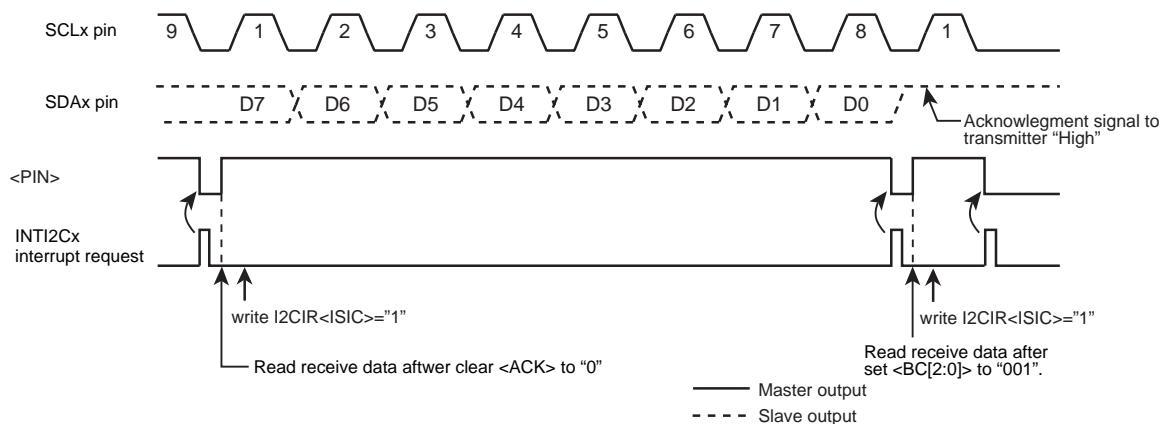 SCLx pin 9 1 2 3 4 5 6 7 8 1
SDAx pin D7 D6 D5 D4 D3 D2 D1 D0
Acknowlegment signal to
transmitter “High”
<PIN>
INTI2Cx
interrupt request
write I2CIR<ISIC>=”1”
write I2CIR<ISIC>=”1”
Read receive data aftwer clear <ACK> to “0”
Read receive data after
set <BC[2:0]> to “001”.
Master output
Slave output